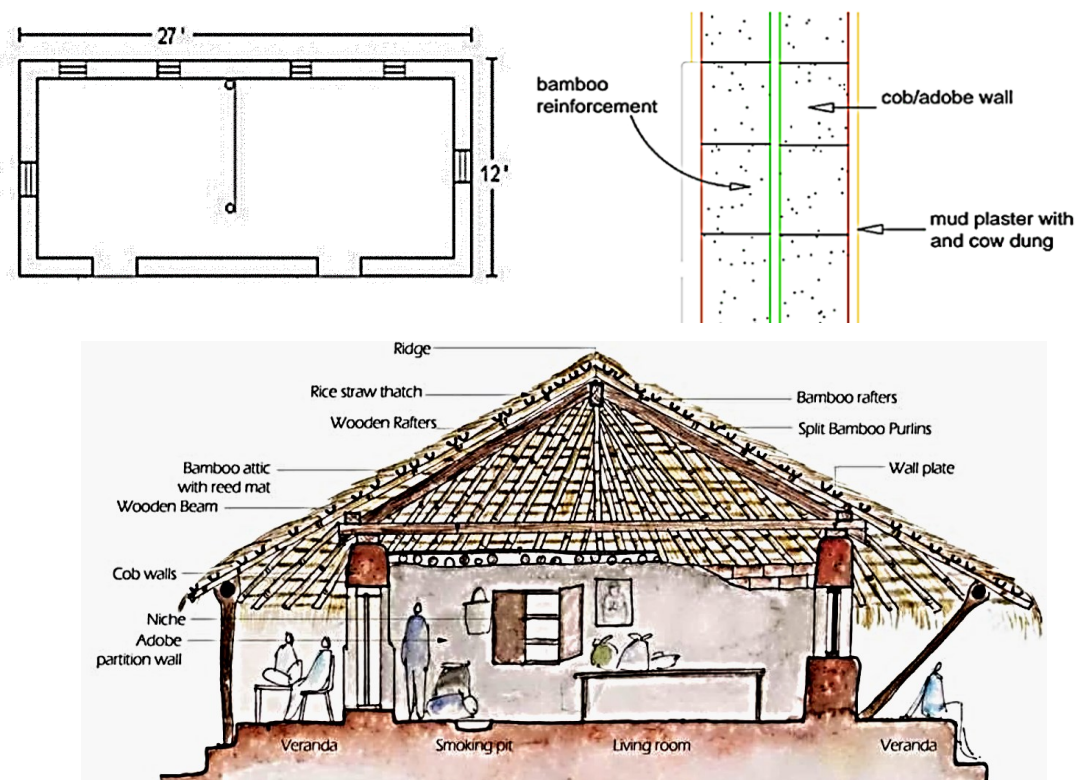 27'
12'
bamboo
reinforcement
cob/adobe wall
mud plaster with
and cow dung
Ridge
Rice straw thatch
Wooden Rafters
Bamboo attic
with reed mat
Wooden Beam
Cob walls
Niche
Adobe
partition wall
Bamboo rafters
Split Bamboo Purlins
Wall plate
Veranda
Smoking pit
Living room
Veranda